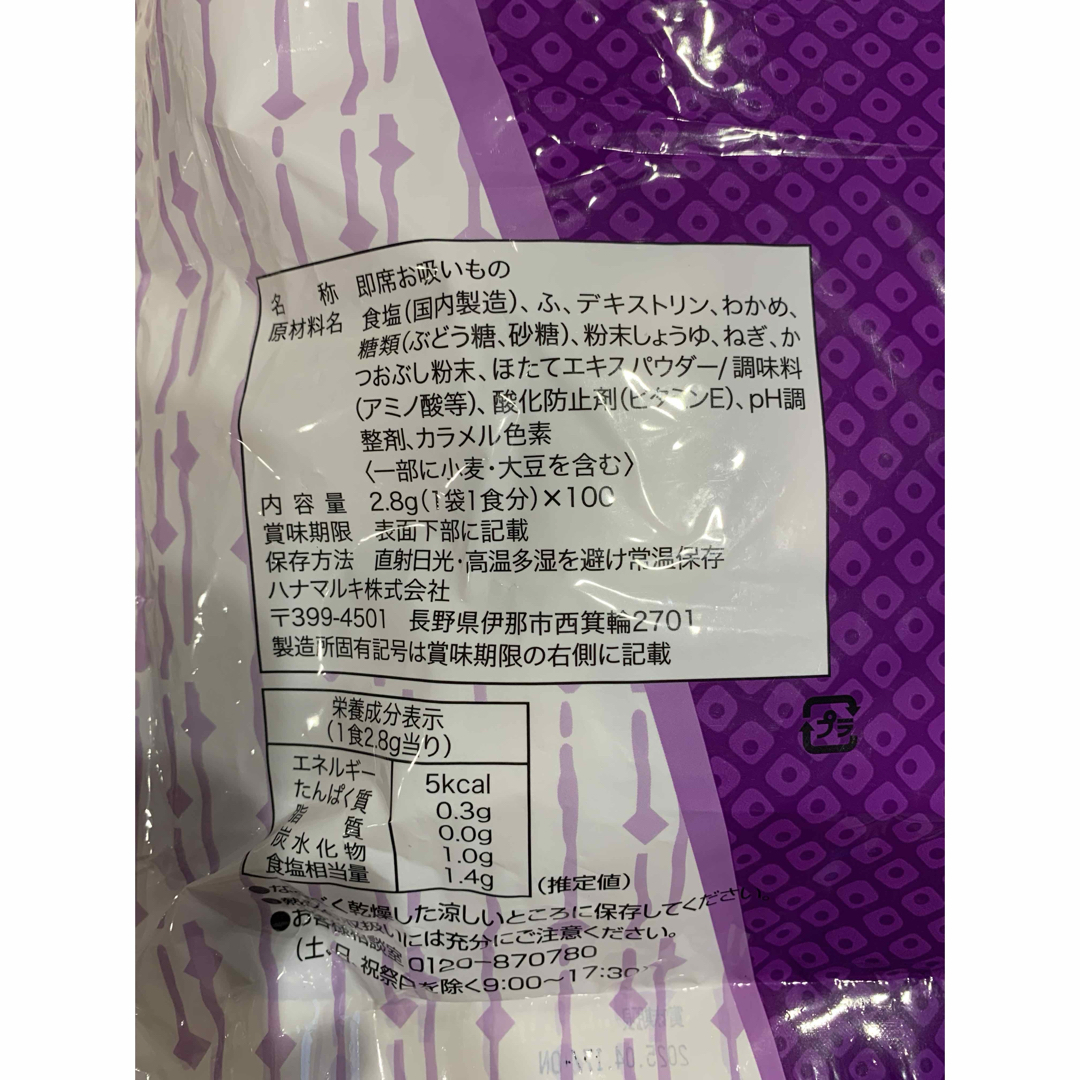 名称 即席お吸いもの
原材料名 食塩(国内製造)、ふ、デキストリン、わかめ、
糖類(ぶどう糖、砂糖)、粉末しょうゆ、ねぎ、か
つおぶし粉末、ほたてエキスパウダー/調味料
(アミノ酸等)、酸化防止剤(ビタミンE)、pH調
整剤、カラメル色素
〈一部に小麦・大豆を含む〉
内容量 2.8g(1袋1食分)×100
賞味期限 表面下部に記載
保存方法 直射日光・高温多湿を避け常温保存
ハナマルキ株式会社
〒399-4501 長野県伊那市西箕輪2701
製造所固有記号は賞味期限の右側に記載
プラ
栄養成分表示
(1食2.8g当り)
エネルギー 5kcal
たんぱく質 0.3g
脂質 0.0g
炭水化物 1.0g
食塩相当量 1.4g
(推定値)
く乾燥した涼しいところに保存してください。
には充分にご注意ください。
●お客様相談室 0120-870780
(土、日、祝祭日を除く9:00〜17:30